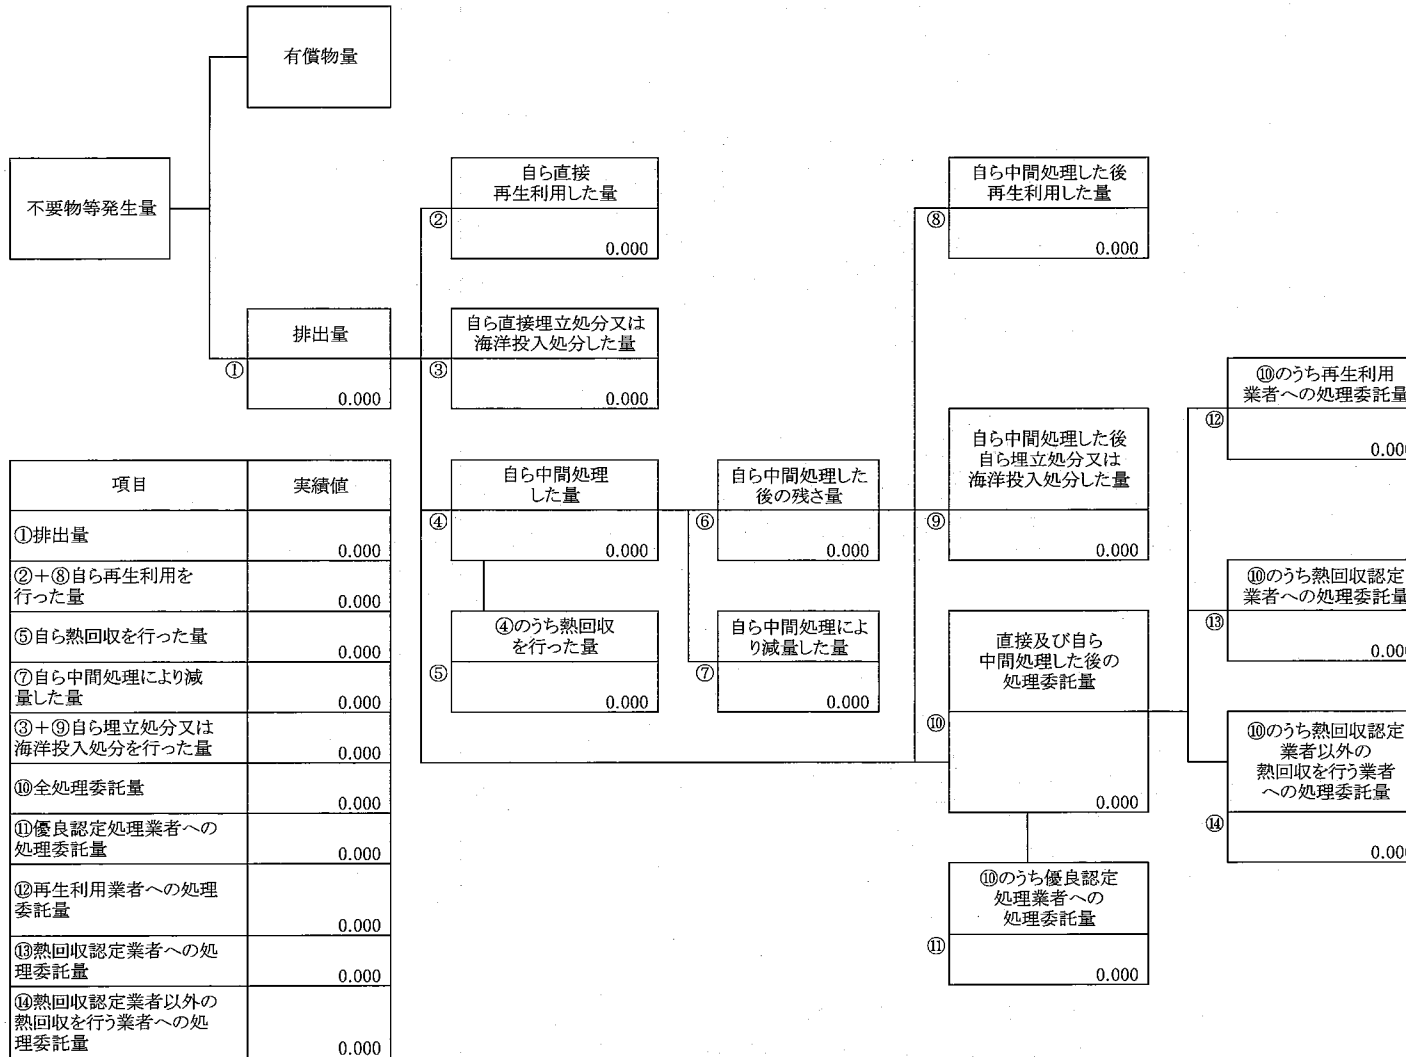 有償物量
不要物等発生量
自ら直接
再生利用した量
②
0.000
自ら中間処理した後
再生利用した量
⑧
0.000
排出量
①
0.000
自ら直接埋立処分又は
海洋投入処分した量
③
0.000
⑩のうち再生利用
業者への処理委託量
⑫
0.000
自ら中間処理
した量
④
0.000
自ら中間処理した
後の残さ量
⑥
0.000
自ら中間処理した後
自ら埋立処分又は
海洋投入処分した量
⑨
0.000
⑩のうち熱回収認定
業者への処理委託量
⑬
0.000
④のうち熱回収
を行った量
⑤
0.000
自ら中間処理によ
り減量した量
⑦
0.000
直接及び自ら
中間処理した後の
処理委託量
⑩
0.000
⑩のうち熱回収認定
業者以外の
熱回収を行う業者
への処理委託量
⑭
0.000
⑩のうち優良認定
処理業者への
処理委託量
⑪
0.000
項目 実績値
①排出量 0.000
②+⑧自ら再生利用を
行った量 0.000
⑤自ら熱回収を行った量 0.000
⑦自ら中間処理により減
量した量 0.000
③+⑨自ら埋立処分又は
海洋投入処分を行った量 0.000
⑩全処理委託量 0.000
⑪優良認定処理業者への
処理委託量 0.000
⑫再生利用業者への処理
委託量 0.000
⑬熱回収認定業者への処
理委託量 0.000
⑭熱回収認定業者以外の
熱回収を行う業者への処
理委託量 0.000